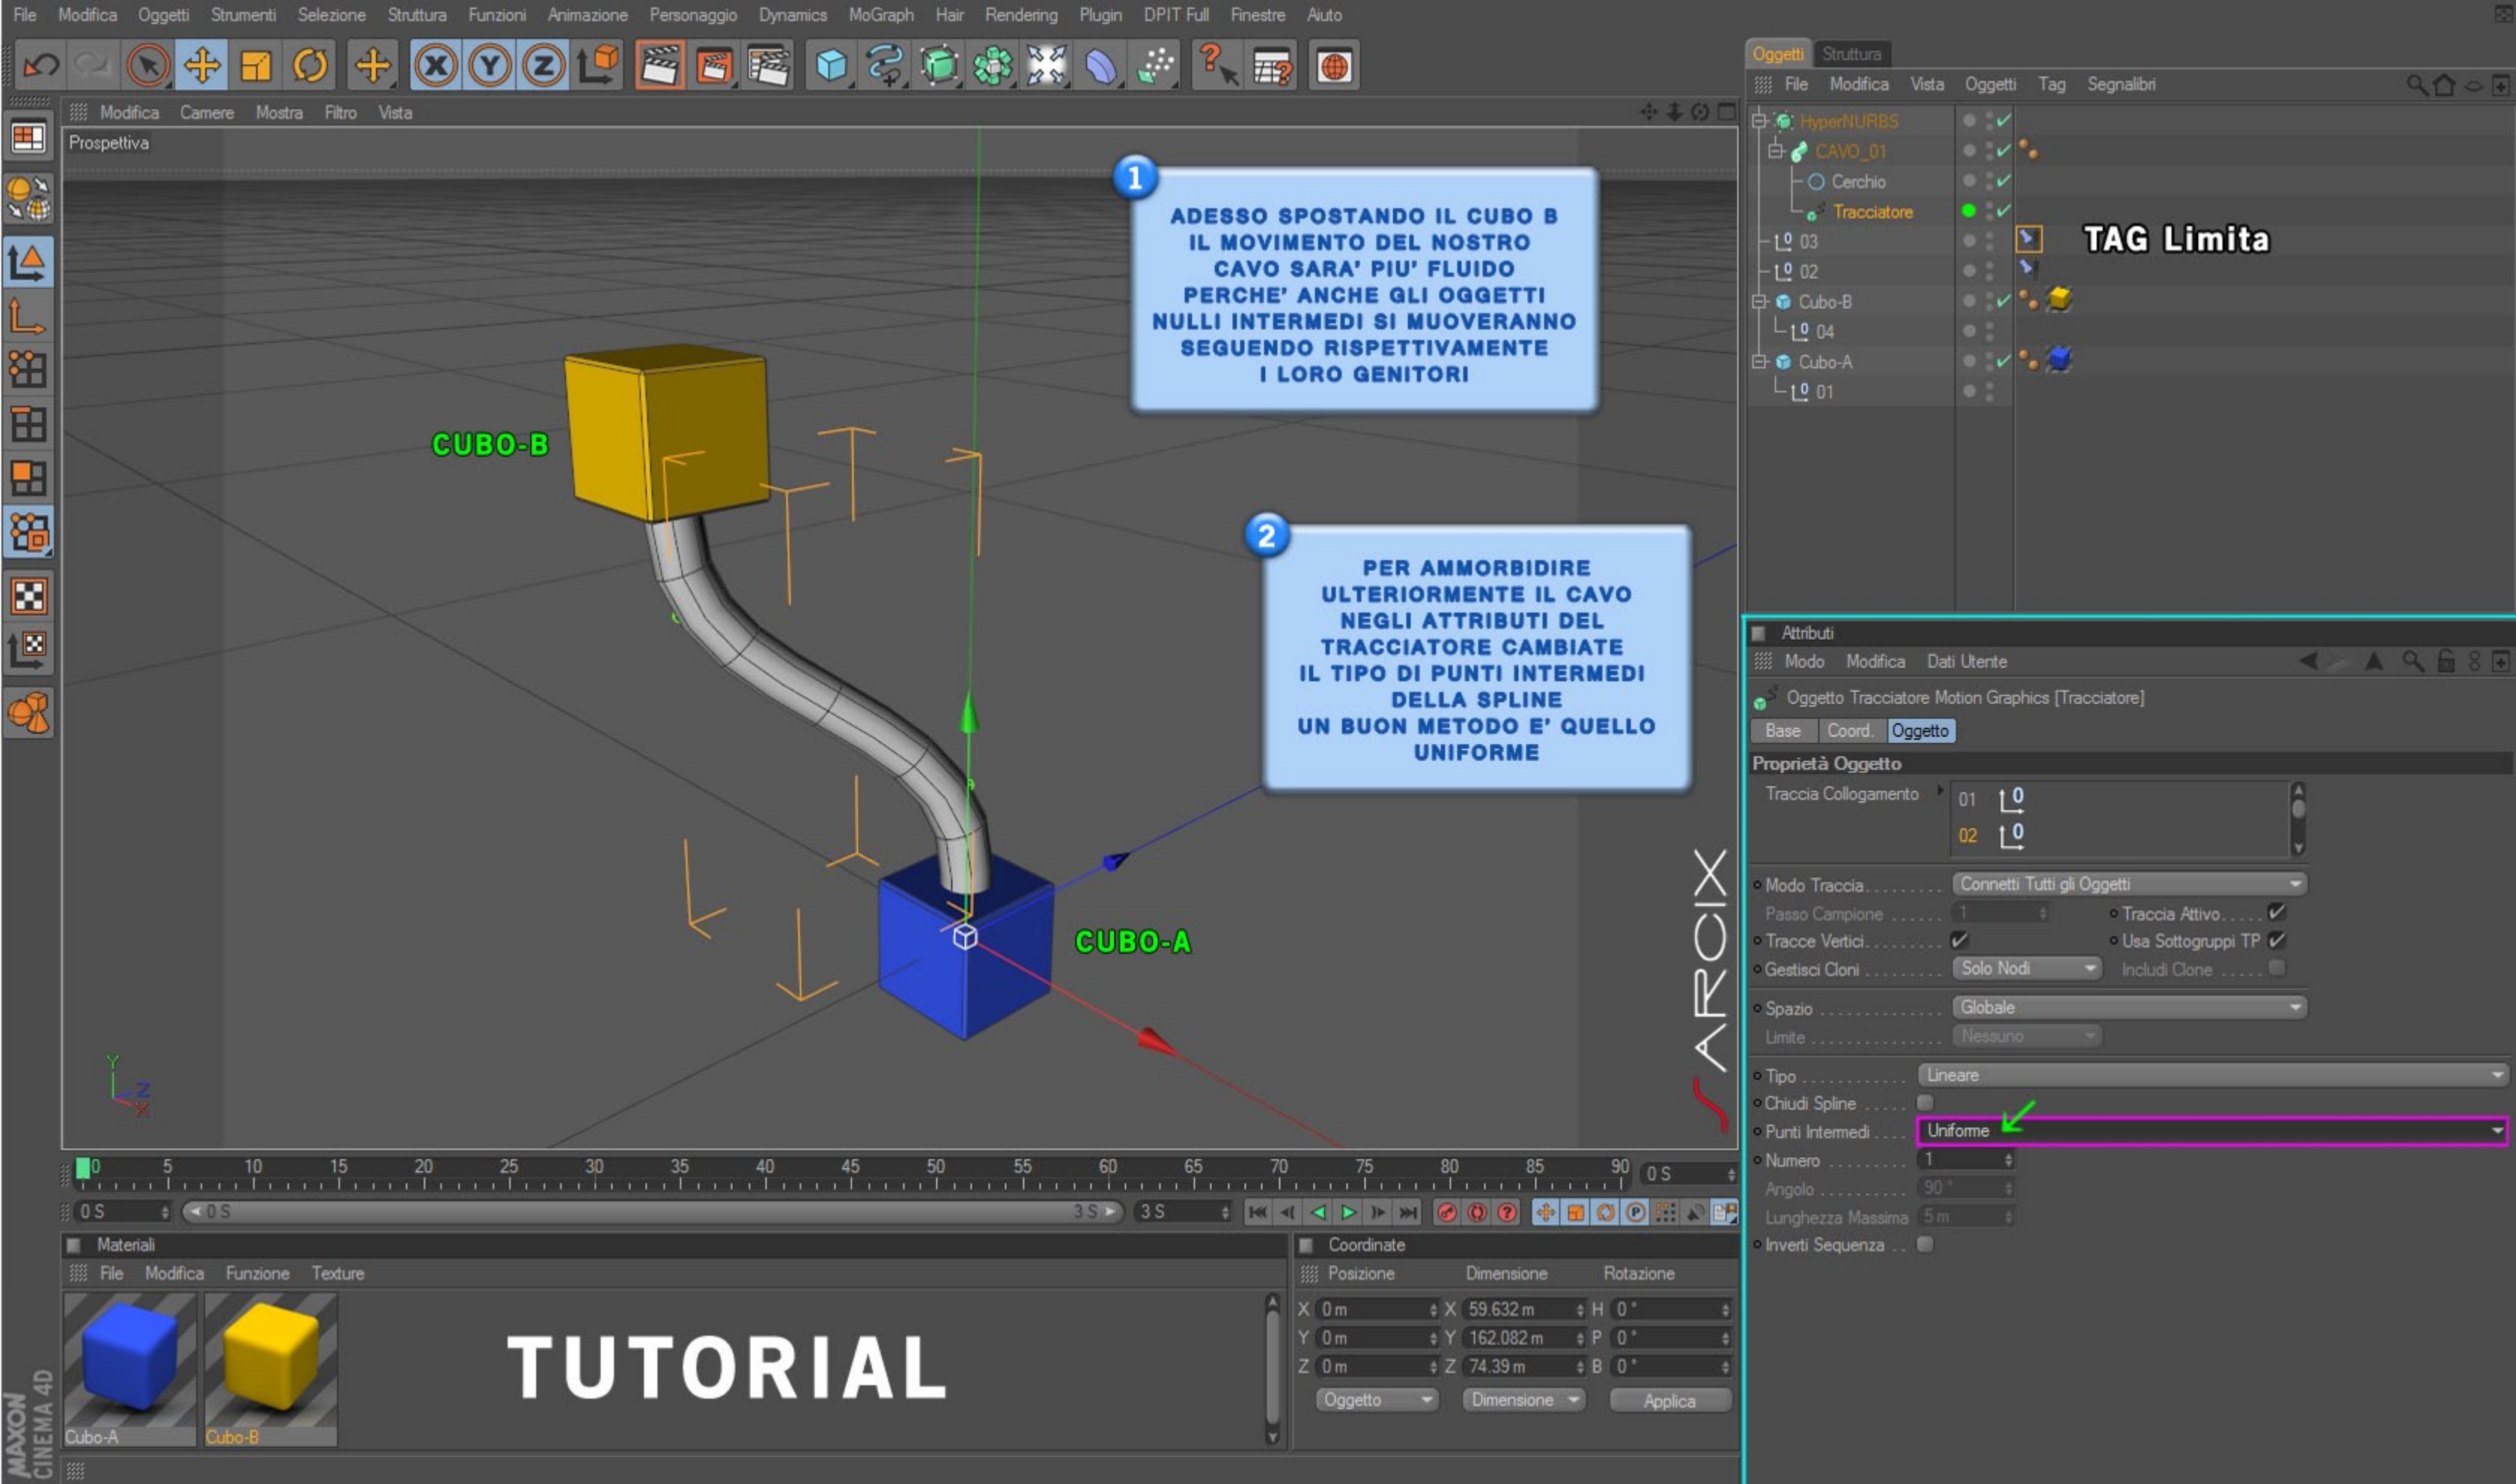 File Modifica Oggetti Strumenti Selezione Struttura Funzioni Animazione Personaggio Dynamics MoGraph Hair Rendering Plugin DPIT Full Finestre Aiuto
Modifica Camere Mostra Filtro Vista
Prospettiva
1
ADESSO SPOSTANDO IL CUBO B
IL MOVIMENTO DEL NOSTRO
CAVO SARA' PIU' FLUIDO
PERCHE' ANCHE GLI OGGETTI
NULLI INTERMEDI SI MUOVERANNO
SEGUENDO RISPETTIVAMENTE
I LORO GENITORI
CUBO-B
2
PER AMMORBIDIRE
ULTERIORMENTE IL CAVO
NEGLI ATTRIBUTI DEL
TRACCIATORE CAMBIATE
IL TIPO DI PUNTI INTERMEDI
DELLA SPLINE
UN BUON METODO E' QUELLO
UNIFORME
CUBO-A
ARCIX
Y
Z
X
0 5 10 15 20 25 30 35 40 45 50 55 60 65 70 75 80 85 90 0 S
0 S 0 S 3 S 3 S
Materiali
File Modifica Funzione Texture
Cubo-A Cubo-B
TUTORIAL
MAXON
CINEMA 4D
Coordinate
Posizione Dimensione Rotazione
X 0 m X 59.632 m H 0 °
Y 0 m Y 162.082 m P 0 °
Z 0 m Z 74.39 m B 0 °
Oggetto Dimensione Applica
Oggetti Struttura
File Modifica Vista Oggetti Tag Segnalibri
HyperNURBS
CAVO_01
Cerchio
Tracciatore
TAG Limita
03
02
Cubo-B
04
Cubo-A
01
Attributi
Modo Modifica Dati Utente
Oggetto Tracciatore Motion Graphics [Tracciatore]
Base Coord. Oggetto
Proprietà Oggetto
Traccia Collogamento 01
02
Modo Traccia......... Connetti Tutti gli Oggetti
Passo Campione ...... 1 Traccia Attivo.....
Tracce Vertici......... Usa Sottogruppi TP
Gestisci Cloni ......... Solo Nodi Includi Clone .....
Spazio .............. Globale
Limite ............... Nessuno
Tipo ............ Lineare
Chiudi Spline .....
Punti Intermedi .... Uniforme
Numero ......... 1
Angolo .......... 90 °
Lunghezza Massima 5 m
Inverti Sequenza ..